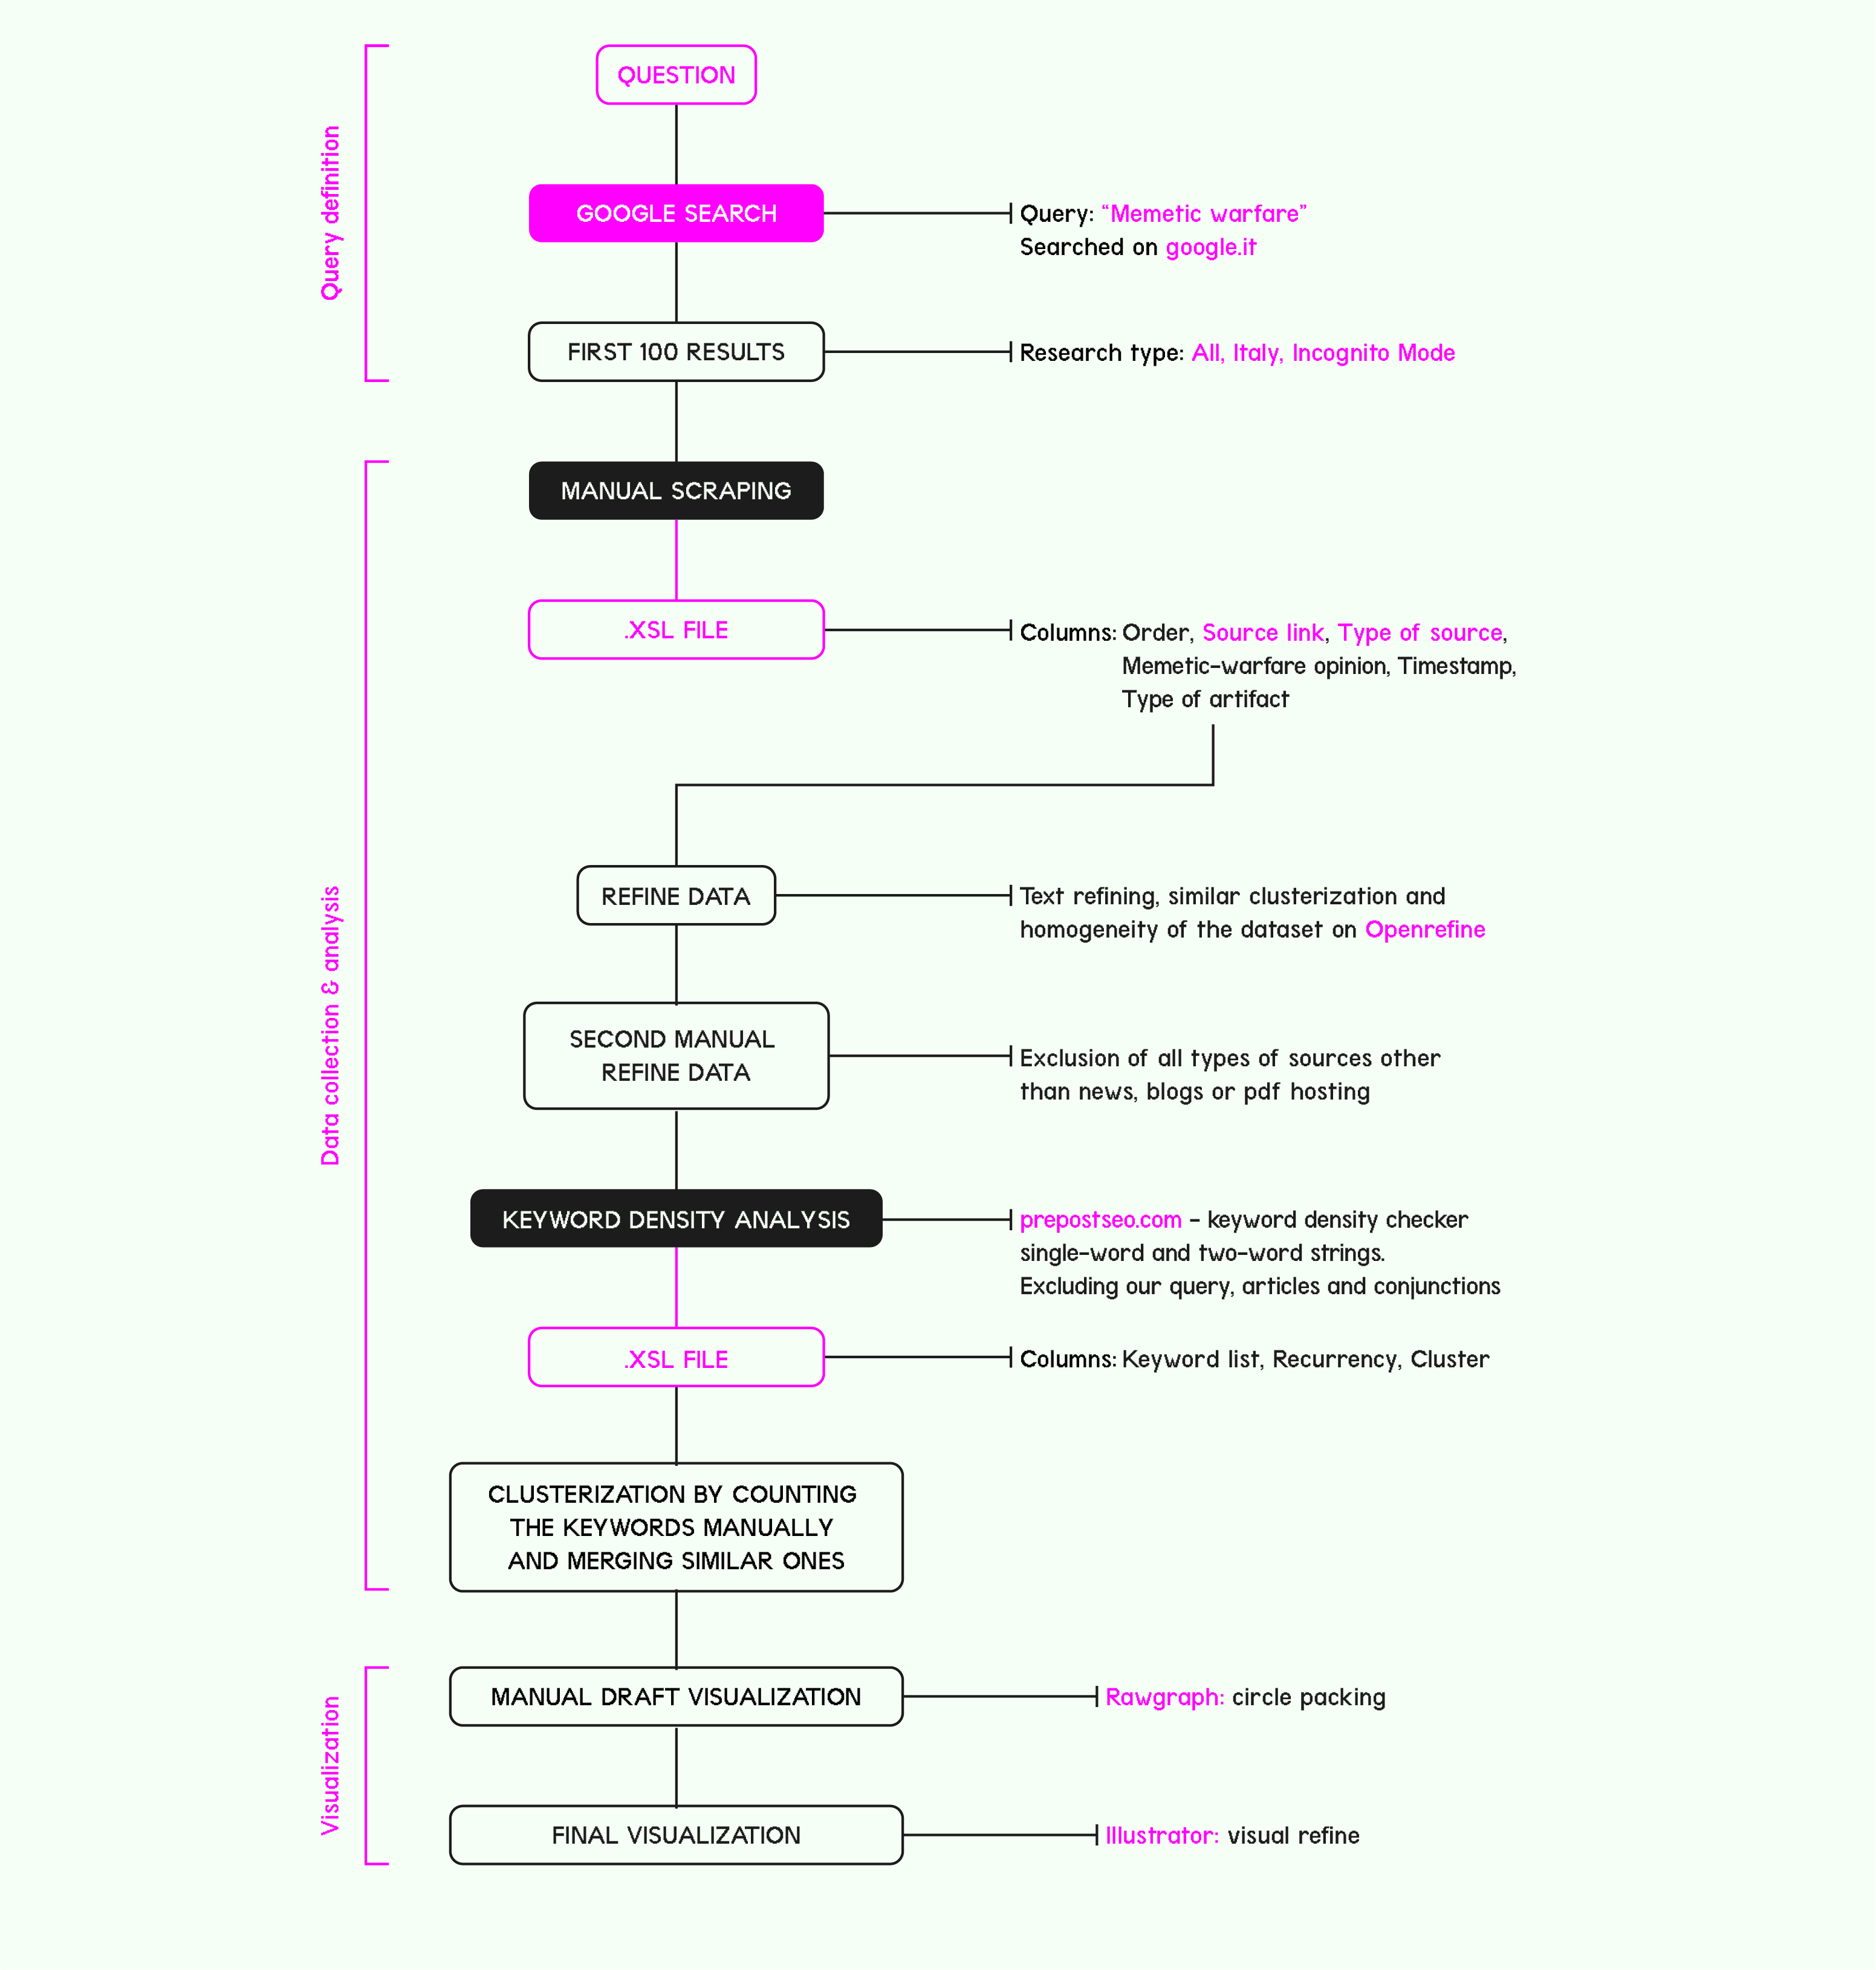 Query definition
QUESTION
GOOGLE SEARCH
Query: “Memetic warfare”
Searched on google.it
FIRST 100 RESULTS
Research type: All, Italy, Incognito Mode
Data collection & analysis
MANUAL SCRAPING
.XSL FILE
Columns: Order, Source link, Type of source,
Memetic-warfare opinion, Timestamp,
Type of artifact
REFINE DATA
Text refining, similar clusterization and
homogeneity of the dataset on Openrefine
SECOND MANUAL
REFINE DATA
Exclusion of all types of sources other
than news, blogs or pdf hosting
KEYWORD DENSITY ANALYSIS
prepostseo.com - keyword density checker
single-word and two-word strings.
Excluding our query, articles and conjunctions
.XSL FILE
Columns: Keyword list, Recurrency, Cluster
CLUSTERIZATION BY COUNTING
THE KEYWORDS MANUALLY
AND MERGING SIMILAR ONES
Visualization
MANUAL DRAFT VISUALIZATION
Rawgraph: circle packing
FINAL VISUALIZATION
Illustrator: visual refine